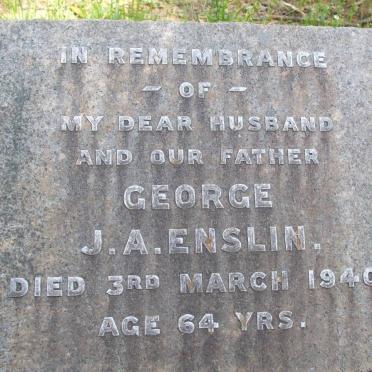 IN REMEMBRANCE
- OF -
MY DEAR HUSBAND
AND OUR FATHER
GEORGE
J.A. ENSLIN.
DIED 3RD MARCH 1940
AGE 64 YRS.